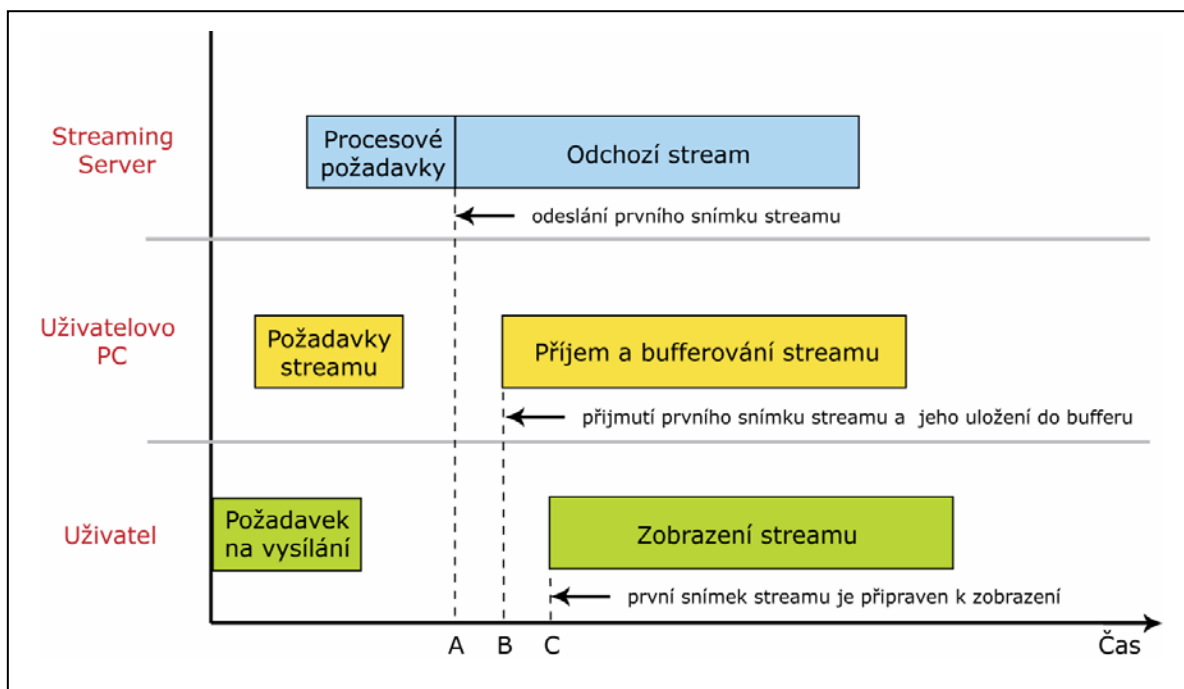 Streaming
Server
Procesové
požadavky
Odchozí stream
odeslání prvního snímku streamu
Uživatelovo
PC
Požadavky
streamu
Příjem a bufferování streamu
přijmutí prvního snímku streamu a jeho uložení do bufferu
Uživatel
Požadavek
na vysílání
Zobrazení streamu
první snímek streamu je připraven k zobrazení
A B C Čas